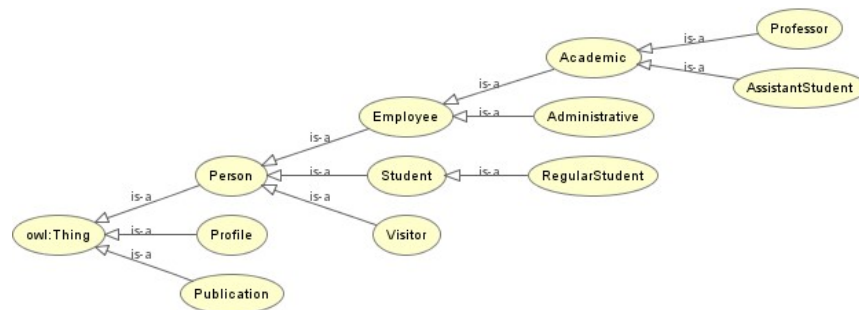 Professor
is-a
Academic
is-a
AssistantStudent
is-a
Employee
is-a
Administrative
is-a
Person
is-a
Student
is-a
RegularStudent
is-a
is-a
Visitor
owl:Thing
is-a
Profile
is-a
Publication